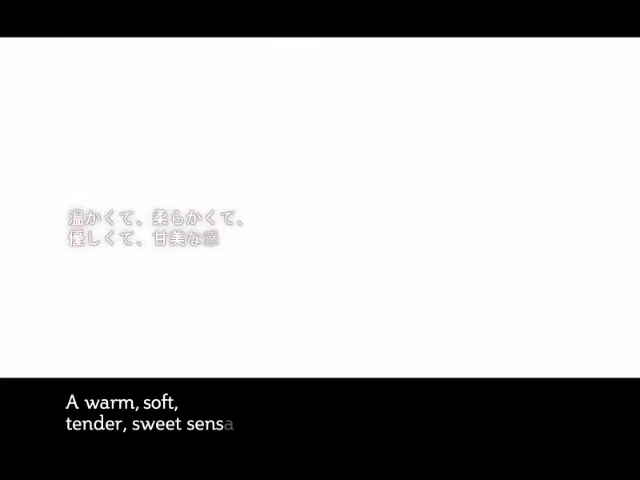 温かくて、柔らかくて、
優しくて、甘美な感
A warm, soft,
tender, sweet sensa